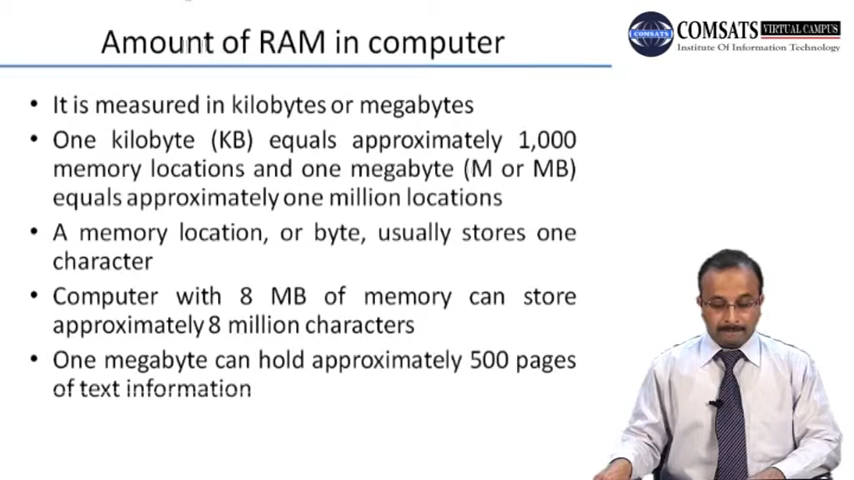 Amount of RAM in computer
COMSATS VIRTUAL CAMPUS
COMSATS
Institute Of Information Technology
• It is measured in kilobytes or megabytes
• One kilobyte (KB) equals approximately 1,000
memory locations and one megabyte (M or MB)
equals approximately one million locations
• A memory location, or byte, usually stores one
character
• Computer with 8 MB of memory can store
approximately 8 million characters
• One megabyte can hold approximately 500 pages
of text information